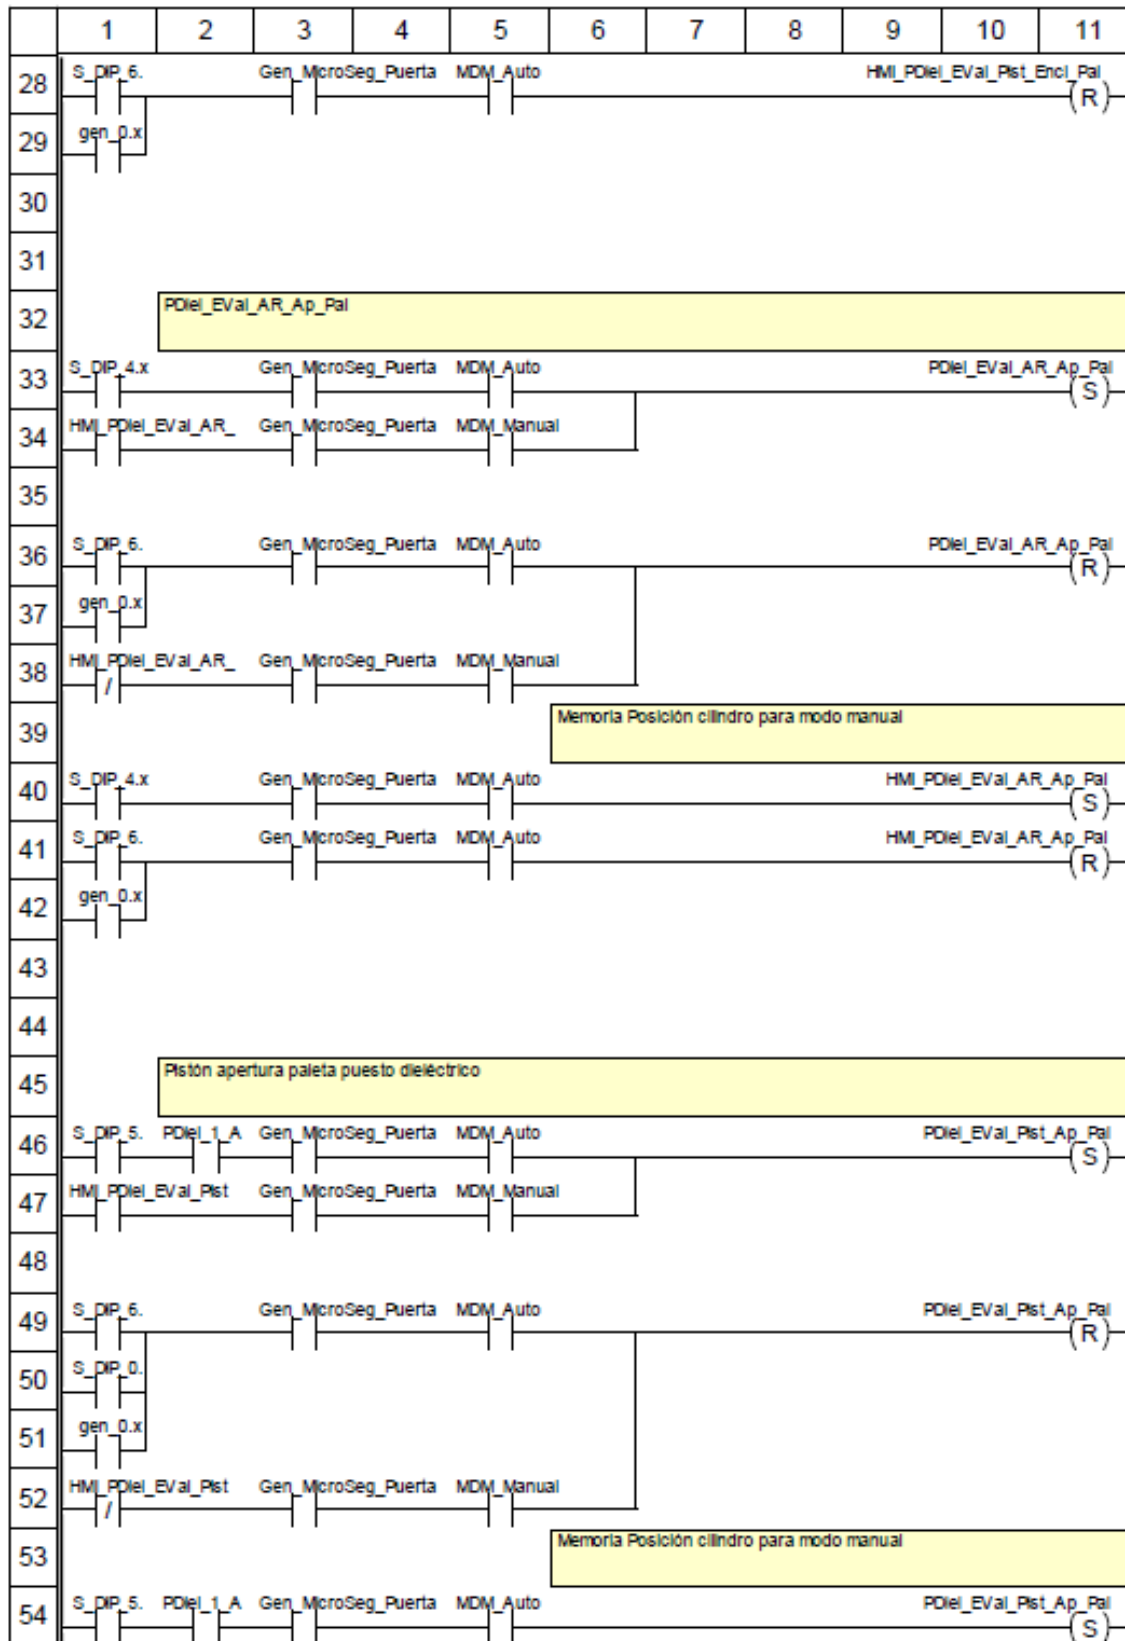 1 2 3 4 5 6 7 8 9 10 11
28 S_DIP_6. Gen_MicroSeg_Puerta MDM_Auto HMI_PDiel_EVal_Pist_Encl_Pal
(R)
29 gen_0.x
30
31
32 PDiel_EVal_AR_Ap_Pal
33 S_DIP_4.x Gen_MicroSeg_Puerta MDM_Auto PDiel_EVal_AR_Ap_Pal
(S)
34 HMI_PDiel_EVal_AR_ Gen_MicroSeg_Puerta MDM_Manual
35
36 S_DIP_6. Gen_MicroSeg_Puerta MDM_Auto PDiel_EVal_AR_Ap_Pal
(R)
37 gen_0.x
38 HMI_PDiel_EVal_AR_ Gen_MicroSeg_Puerta MDM_Manual
/
39 Memoria Posición cilindro para modo manual
40 S_DIP_4.x Gen_MicroSeg_Puerta MDM_Auto HMI_PDiel_EVal_AR_Ap_Pal
(S)
41 S_DIP_6. Gen_MicroSeg_Puerta MDM_Auto HMI_PDiel_EVal_AR_Ap_Pal
(R)
42 gen_0.x
43
44
45 Pistón apertura paleta puesto dieléctrico
46 S_DIP_5. PDiel_1_A Gen_MicroSeg_Puerta MDM_Auto PDiel_EVal_Pist_Ap_Pal
(S)
47 HMI_PDiel_EVal_Pist Gen_MicroSeg_Puerta MDM_Manual
48
49 S_DIP_6. Gen_MicroSeg_Puerta MDM_Auto PDiel_EVal_Pist_Ap_Pal
(R)
50 S_DIP_0.
51 gen_0.x
52 HMI_PDiel_EVal_Pist Gen_MicroSeg_Puerta MDM_Manual
/
53 Memoria Posición cilindro para modo manual
54 S_DIP_5. PDiel_1_A Gen_MicroSeg_Puerta MDM_Auto PDiel_EVal_Pist_Ap_Pal
(S)